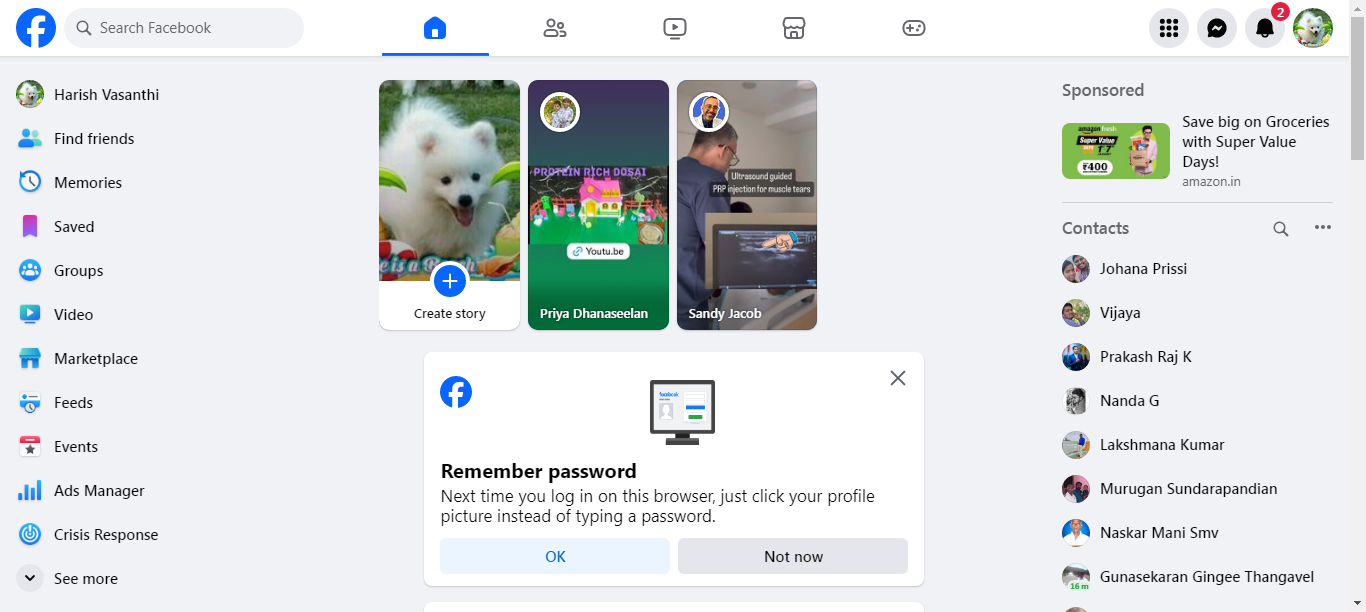 Search Facebook
2
Harish Vasanthi
Find friends
Memories
Saved
Groups
Video
Marketplace
Feeds
Events
Ads Manager
Crisis Response
See more
Create story
PROTEIN RICH DOSAI
Youtu.be
Priya Dhanaseelan
Ultrasound guided
PRP injection for muscle tears
Sandy Jacob
facebook
Remember password
Next time you log in on this browser, just click your profile
picture instead of typing a password.
OK
Not now
Sponsored
amazon fresh
Super Value
₹400
Save big on Groceries
with Super Value
Days!
amazon.in
Contacts
Johana Prissi
Vijaya
Prakash Raj K
Nanda G
Lakshmana Kumar
Murugan Sundarapandian
Naskar Mani Smv
Gunasekaran Gingee Thangavel
16 m